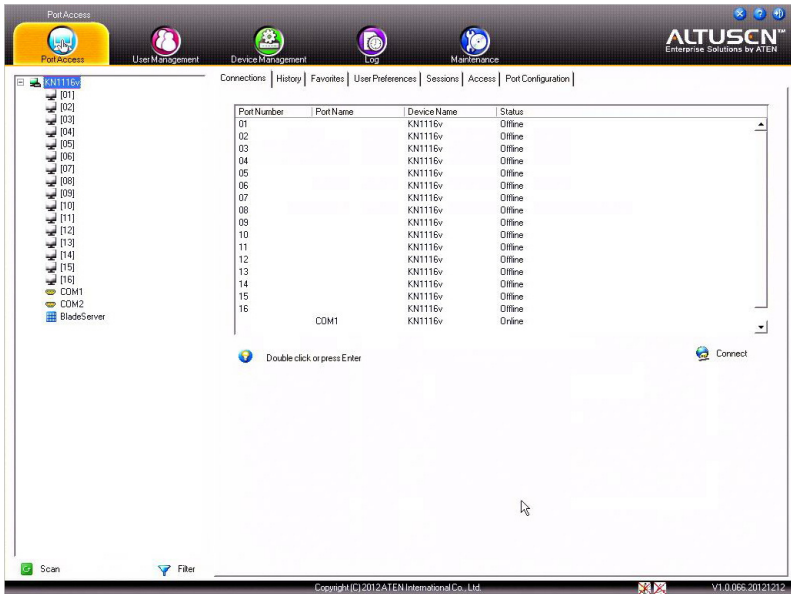 PortAccess
PortAccess
User Management
Device Management
Log
Maintenance
ALTUSEN™
Enterprise Solutions by ATEN
KN1116v
[01]
[02]
[03]
[04]
[05]
[06]
[07]
[08]
[09]
[10]
[11]
[12]
[13]
[14]
[15]
[16]
COM1
COM2
BladeServer
Connections History Favorites User Preferences Sessions Access Port Configuration
Port Number Port Name Device Name Status
01 KN1116v Offline
02 KN1116v Offline
03 KN1116v Offline
04 KN1116v Offline
05 KN1116v Offline
06 KN1116v Offline
07 KN1116v Offline
08 KN1116v Offline
09 KN1116v Offline
10 KN1116v Offline
11 KN1116v Offline
12 KN1116v Offline
13 KN1116v Offline
14 KN1116v Offline
15 KN1116v Offline
16 KN1116v Offline
COM1 KN1116v Online
Double click or press Enter
Connect
Scan
Filter
Copyright (C) 2012 ATEN International Co., Ltd.
V1.0.066.20121212